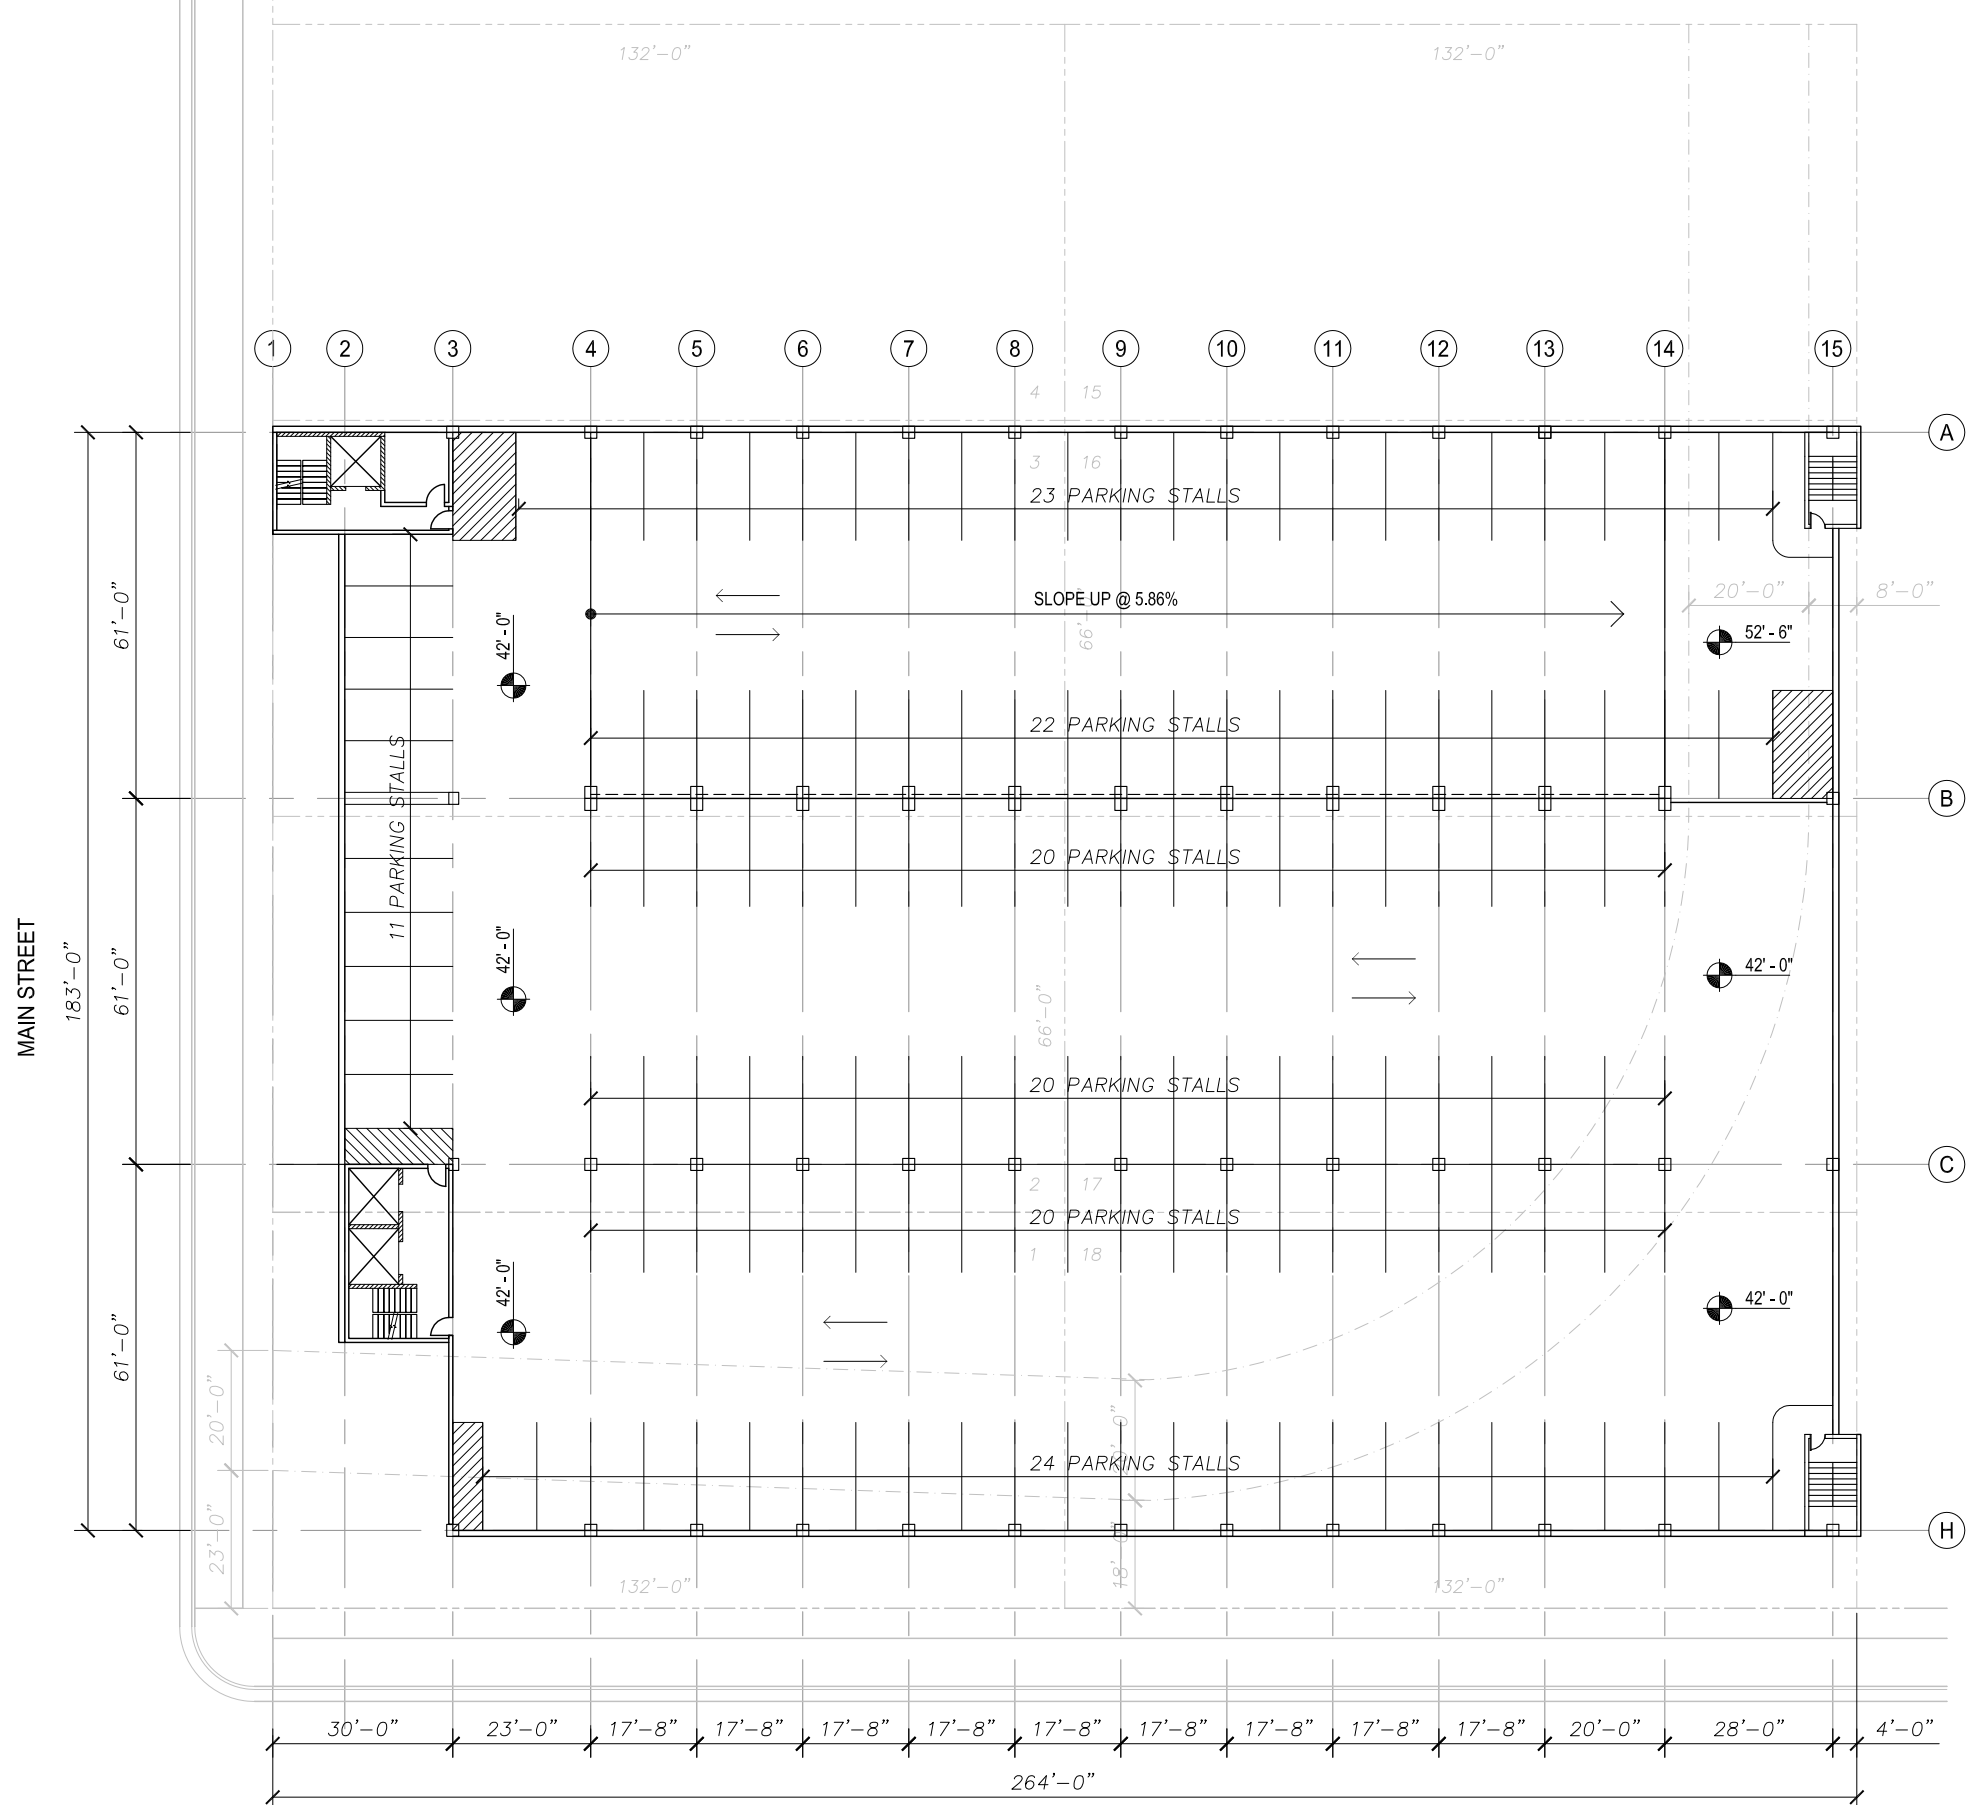 132'-0" 132'-0"
1 2 3 4 5 6 7 8 9 10 11 12 13 14 15
4 15
A
3 16
23 PARKING STALLS
SLOPE UP @ 5.86%
20'-0" 8'-0"
61'-0"
42' - 0"
66'-0"
52' - 6"
22 PARKING STALLS
11 PARKING STALLS
B
20 PARKING STALLS
MAIN STREET
183'-0"
61'-0"
42' - 0"
66'-0"
42' - 0"
20 PARKING STALLS
C
2 17
20 PARKING STALLS
1 18
61'-0"
42' - 0"
42' - 0"
20'-0"
20'-0"
24 PARKING STALLS
23'-0"
18'-0"
H
132'-0" 132'-0"
30'-0" 23'-0" 17'-8" 17'-8" 17'-8" 17'-8" 17'-8" 17'-8" 17'-8" 17'-8" 17'-8" 20'-0" 28'-0" 4'-0"
264'-0"